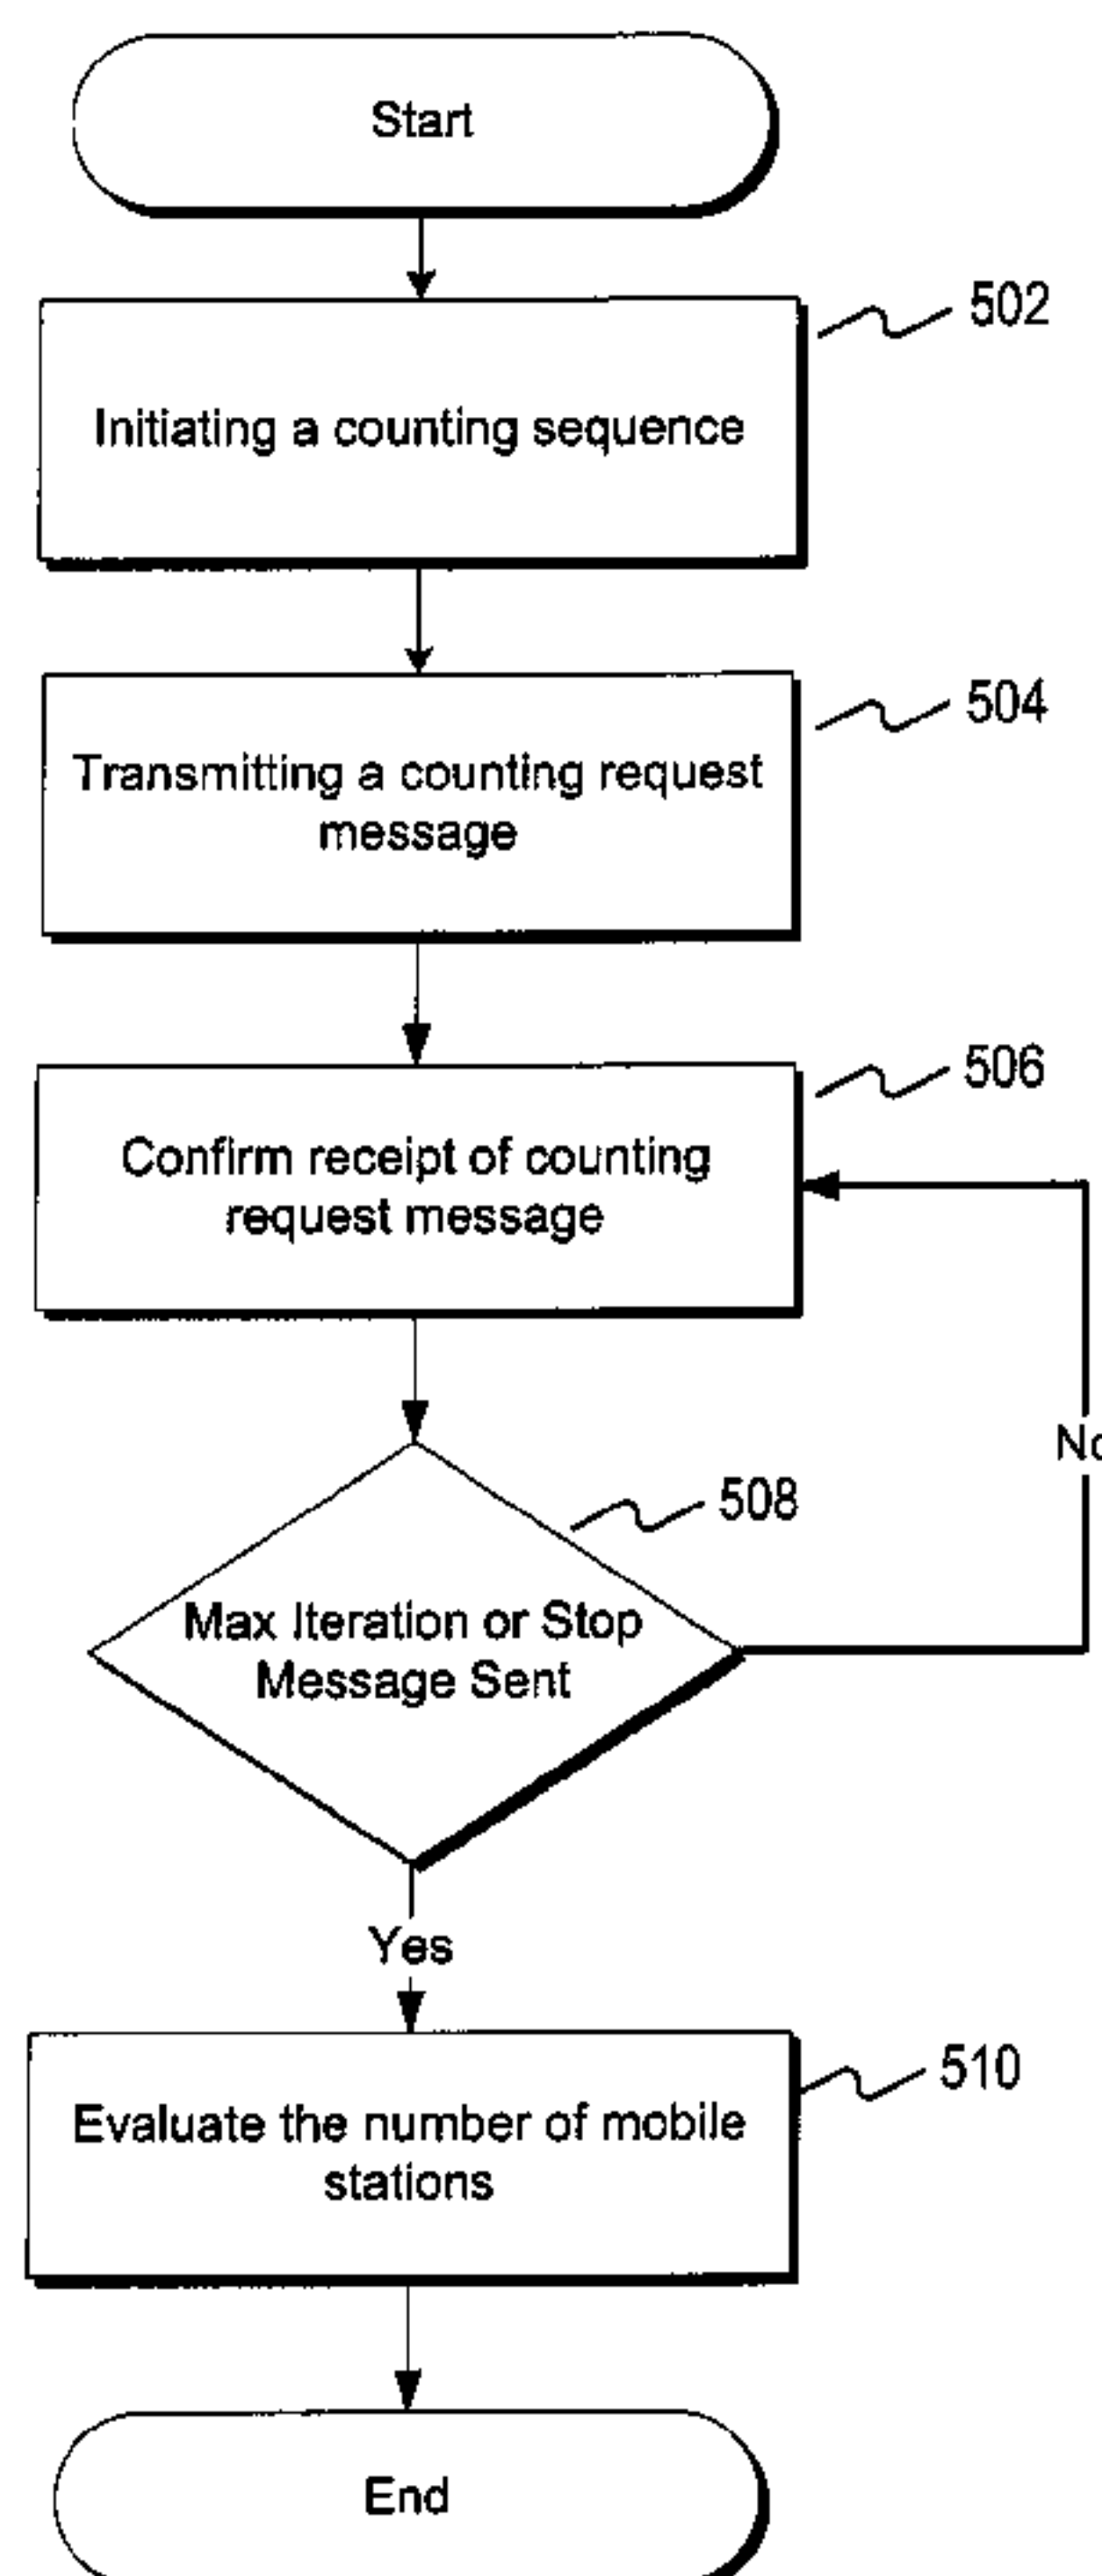 Start
502
Initiating a counting sequence
504
Transmitting a counting request
message
506
Confirm receipt of counting
request message
No
508
Max Iteration or Stop
Message Sent
Yes
510
Evaluate the number of mobile
stations
End